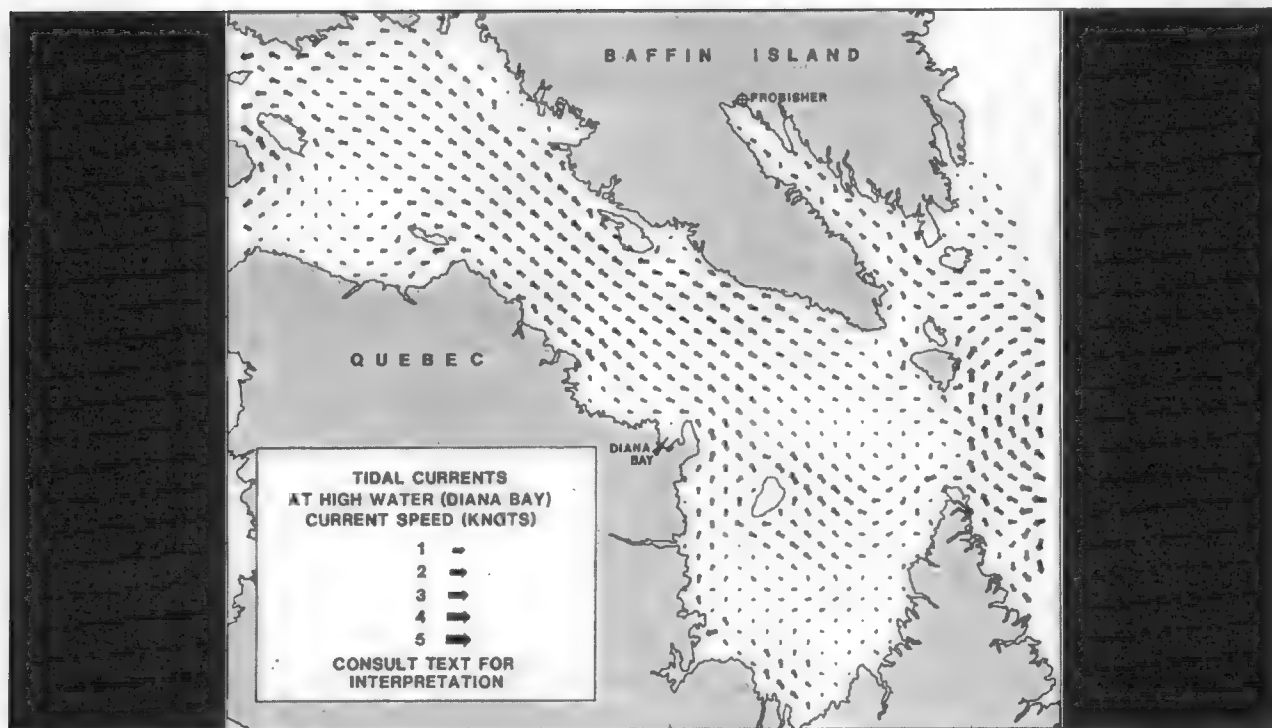 BAFFIN ISLAND
FROBISHER
QUEBEC
DIANA
BAY
TIDAL CURRENTS
AT HIGH WATER (DIANA BAY)
CURRENT SPEED (KNOTS)
1
2
3
4
5
CONSULT TEXT FOR
INTERPRETATION